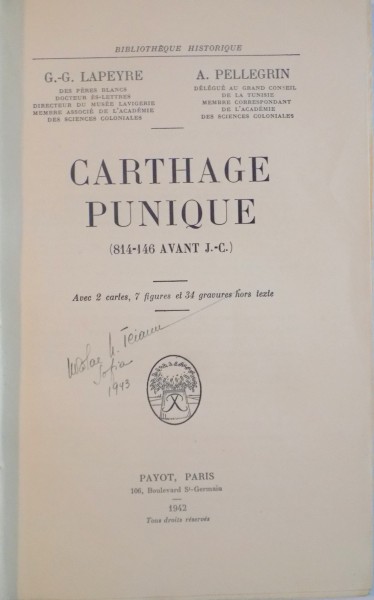 BIBLIOTHÈQUE HISTORIQUE
G.-G. LAPEYRE
DES PÈRES BLANCS
DOCTEUR ÈS-LETTRES
DIRECTEUR DU MUSÉE LAVIGERIE
MEMBRE ASSOCIÉ DE L'ACADÉMIE
DES SCIENCES COLONIALES
A. PELLEGRIN
DÉLÉGUÉ AU GRAND CONSEIL
DE LA TUNISIE
MEMBRE CORRESPONDANT
DE L'ACADÉMIE
DES SCIENCES COLONIALES
CARTHAGE
PUNIQUE
(814-146 AVANT J.-C.)
Avec 2 cartes, 7 figures et 34 gravures hors texte
Sofia
1943
PAYOT, PARIS
106, Boulevard St-Germain
1942
Tous droits réservés